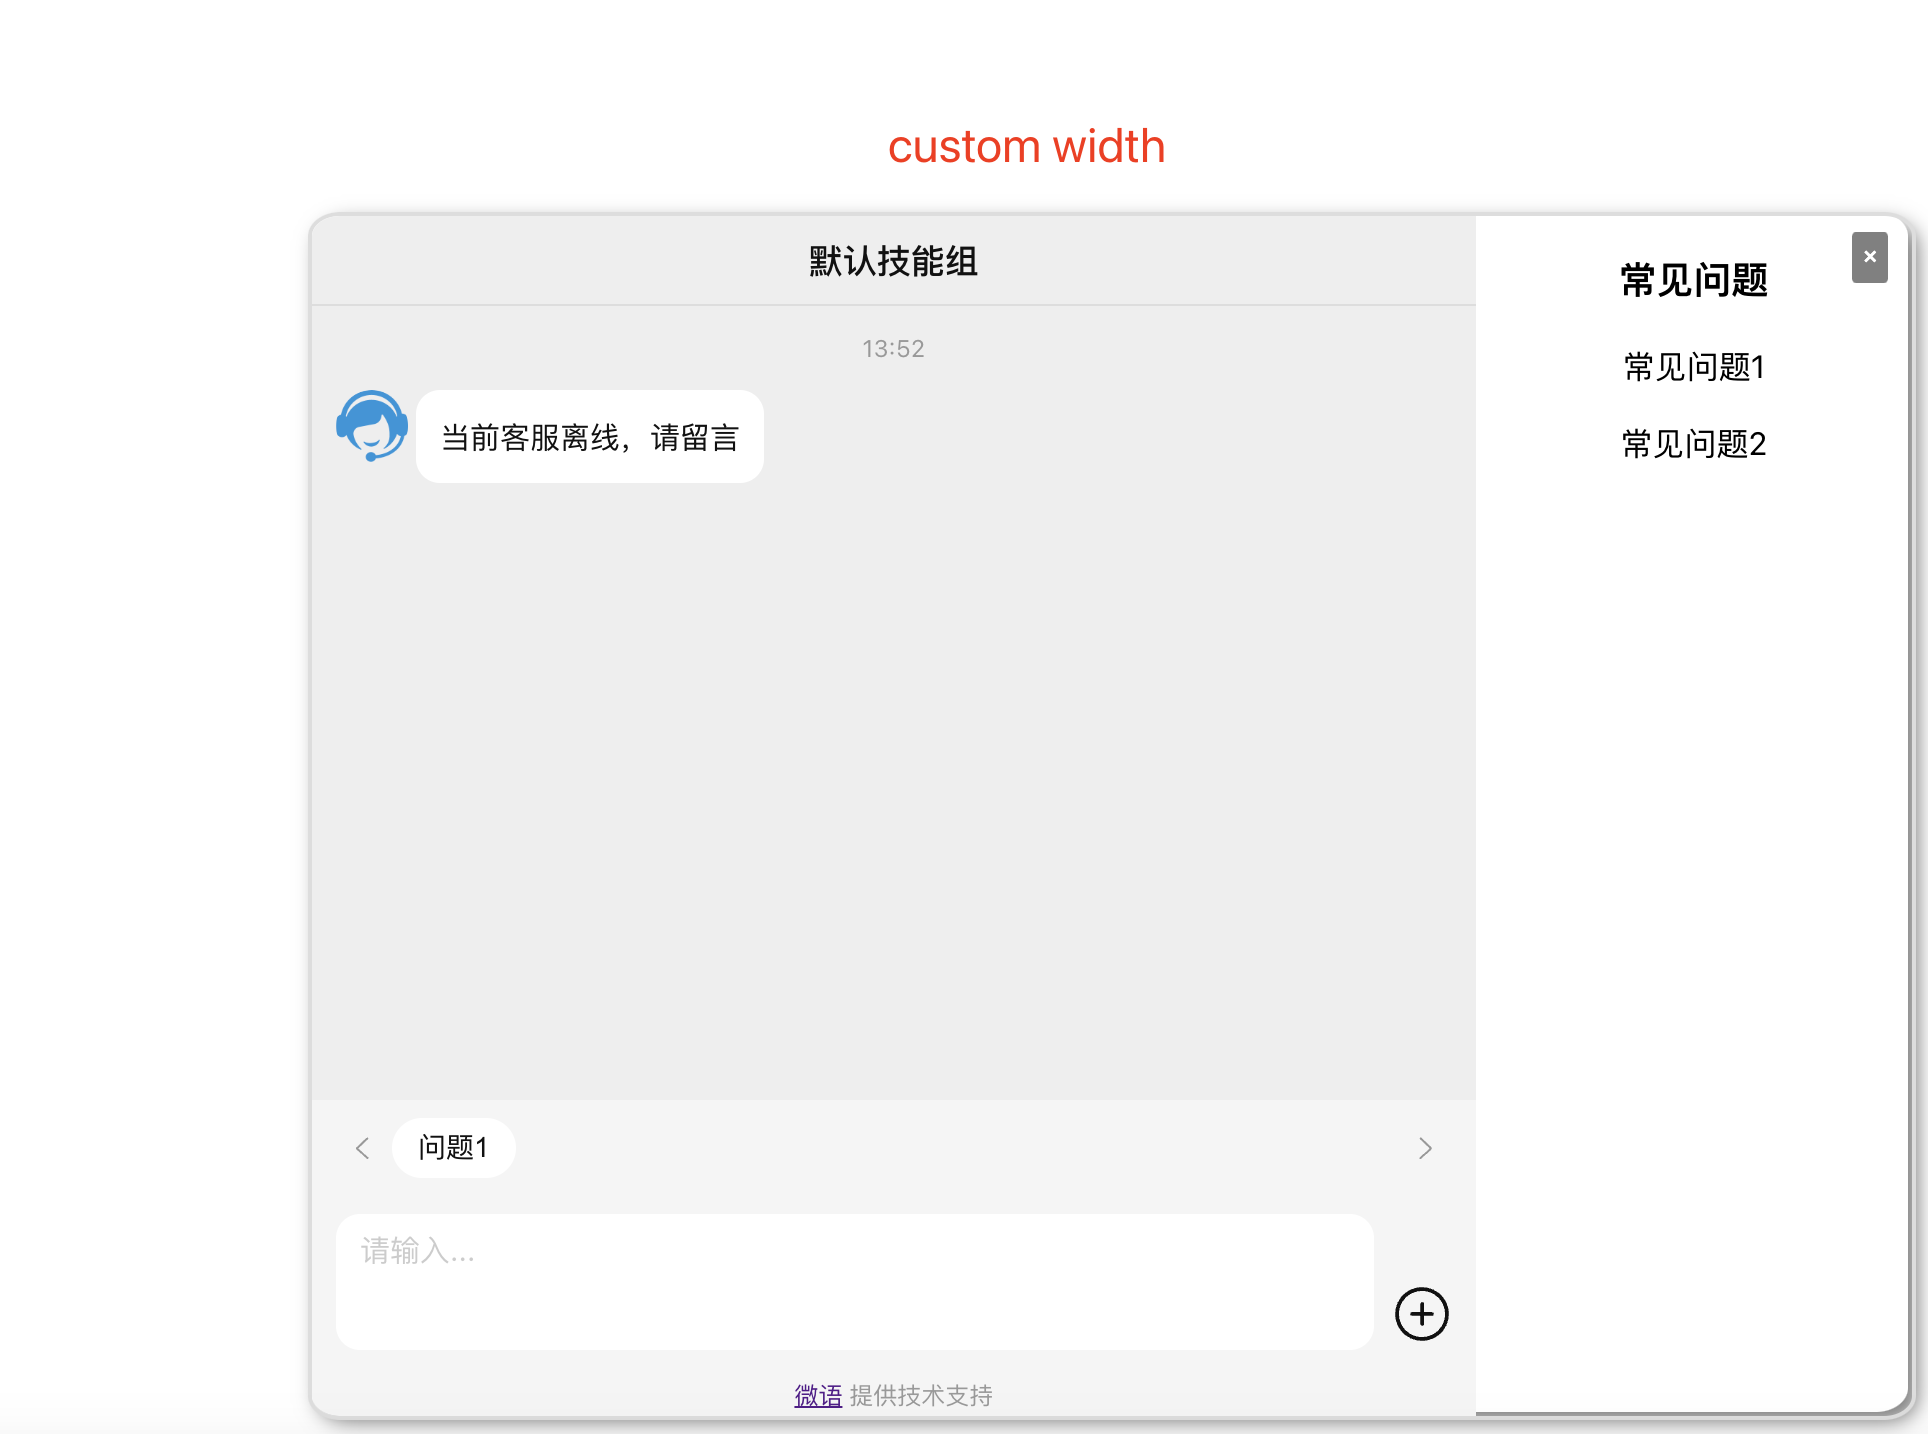 custom width
默认技能组
13:52
当前客服离线，请留言
问题1
请输入...
微语 提供技术支持
常见问题
常见问题1
常见问题2